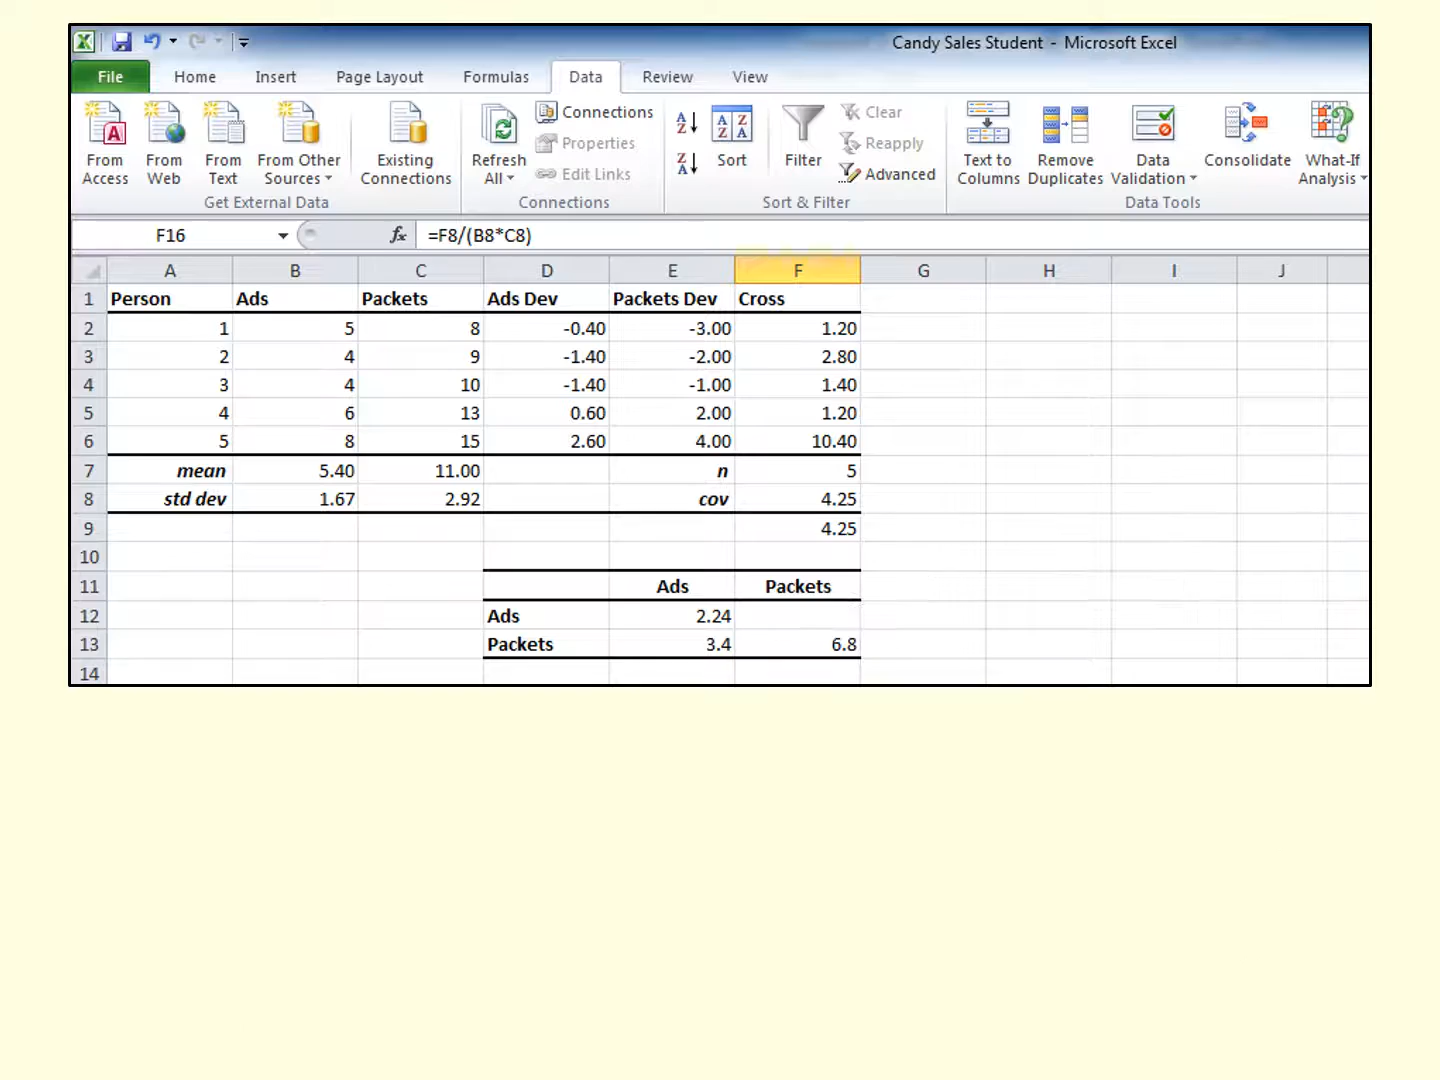 Candy Sales Student - Microsoft Excel
File Home Insert Page Layout Formulas Data Review View
From Access From Web From Text From Other Sources Existing Connections
Get External Data
Refresh All Connections Properties Edit Links
Connections
Sort Filter Clear Reapply Advanced
Sort & Filter
Text to Columns Remove Duplicates Data Validation Consolidate What-If Analysis
Data Tools
F16 fx =F8/(B8*C8)
A B C D E F G H I J
1 Person Ads Packets Ads Dev Packets Dev Cross
2 1 5 8 -0.40 -3.00 1.20
3 2 4 9 -1.40 -2.00 2.80
4 3 4 10 -1.40 -1.00 1.40
5 4 6 13 0.60 2.00 1.20
6 5 8 15 2.60 4.00 10.40
7 mean 5.40 11.00 n 5
8 std dev 1.67 2.92 cov 4.25
9 4.25
10
11 Ads Packets
12 Ads 2.24
13 Packets 3.4 6.8
14